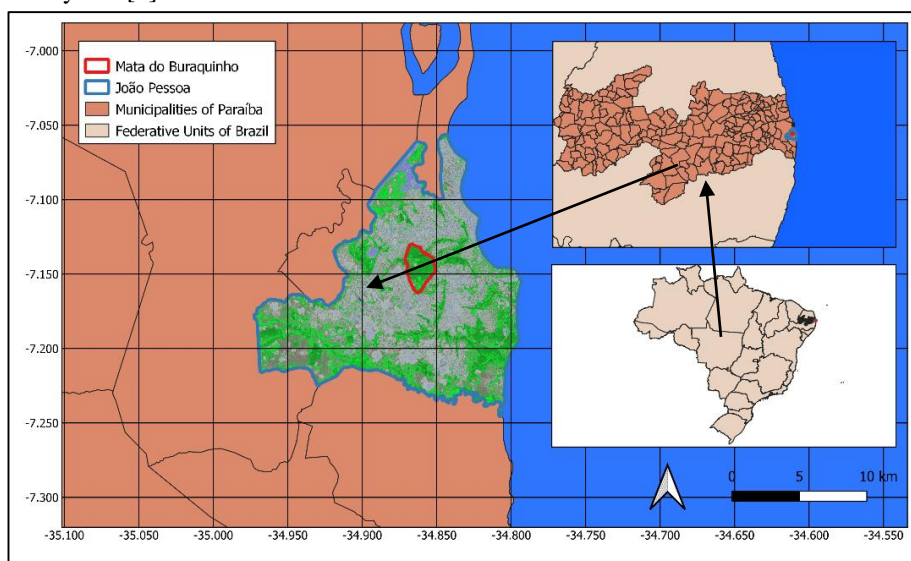 -7.000
-7.050
-7.100
-7.150
-7.200
-7.250
-7.300
Mata do Buraquinho
João Pessoa
Municipalities of Paraíba
Federative Units of Brazil
0 5 10 km
-35.100 -35.050 -35.000 -34.950 -34.900 -34.850 -34.800 -34.750 -34.700 -34.650 -34.600 -34.550